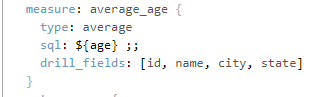 measure: average_age {
type: average
sql: ${age} ;;
drill_fields: [id, name, city, state]
}